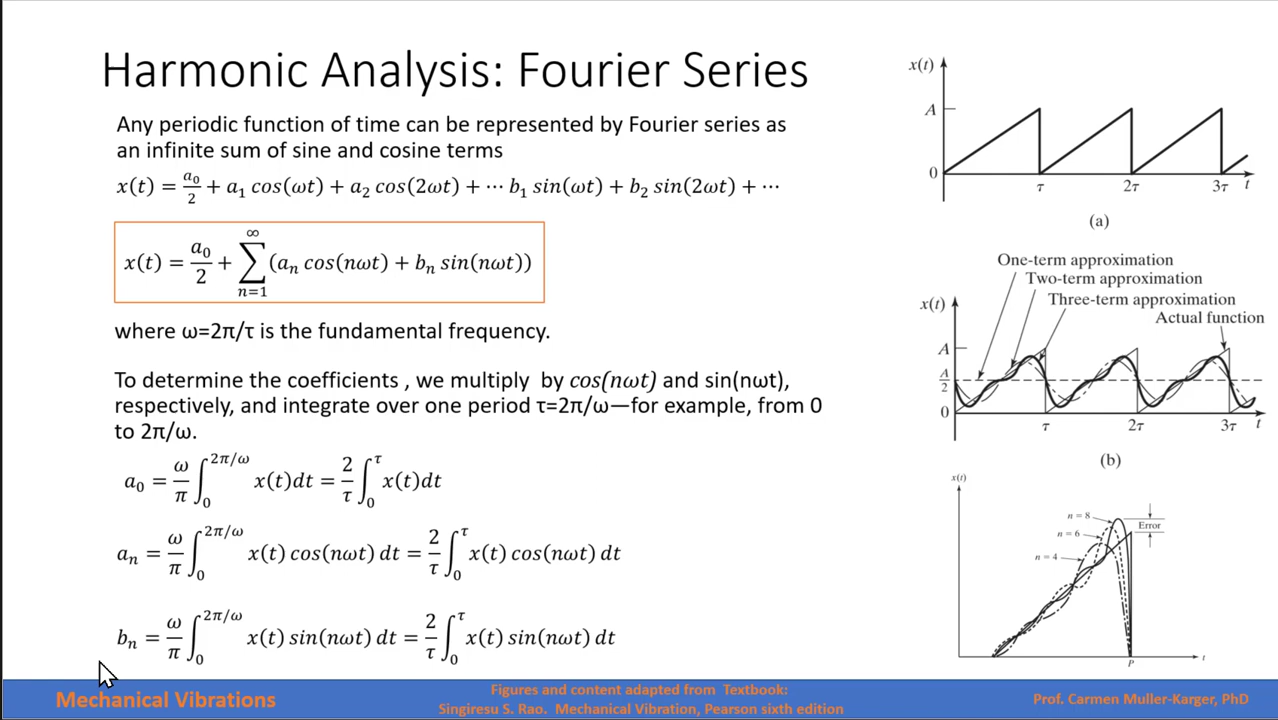 Harmonic Analysis: Fourier Series
Any periodic function of time can be represented by Fourier series as
an infinite sum of sine and cosine terms
x(t) = a₀/2 + a₁ cos(ωt) + a₂ cos(2ωt) + ⋯ b₁ sin(ωt) + b₂ sin(2ωt) + ⋯
x(t) = a₀/2 + ∑_{n=1}^{∞} (aₙ cos(nωt) + bₙ sin(nωt))
where ω=2π/τ is the fundamental frequency.
To determine the coefficients , we multiply by cos(nωt) and sin(nωt),
respectively, and integrate over one period τ=2π/ω—for example, from 0
to 2π/ω.
a₀ = ω/π ∫₀^{2π/ω} x(t)dt = 2/τ ∫₀^τ x(t)dt
aₙ = ω/π ∫₀^{2π/ω} x(t) cos(nωt) dt = 2/τ ∫₀^τ x(t) cos(nωt) dt
bₙ = ω/π ∫₀^{2π/ω} x(t) sin(nωt) dt = 2/τ ∫₀^τ x(t) sin(nωt) dt
x(t)
A
0
τ 2τ 3τ t
(a)
One-term approximation
Two-term approximation
Three-term approximation
Actual function
x(t)
A
A/2
0
τ 2τ 3τ t
(b)
x(t)
n = 8
Error
n = 6
n = 4
P
t
Mechanical Vibrations
Figures and content adapted from Textbook:
Singiresu S. Rao. Mechanical Vibration, Pearson sixth edition
Prof. Carmen Muller-Karger, PhD